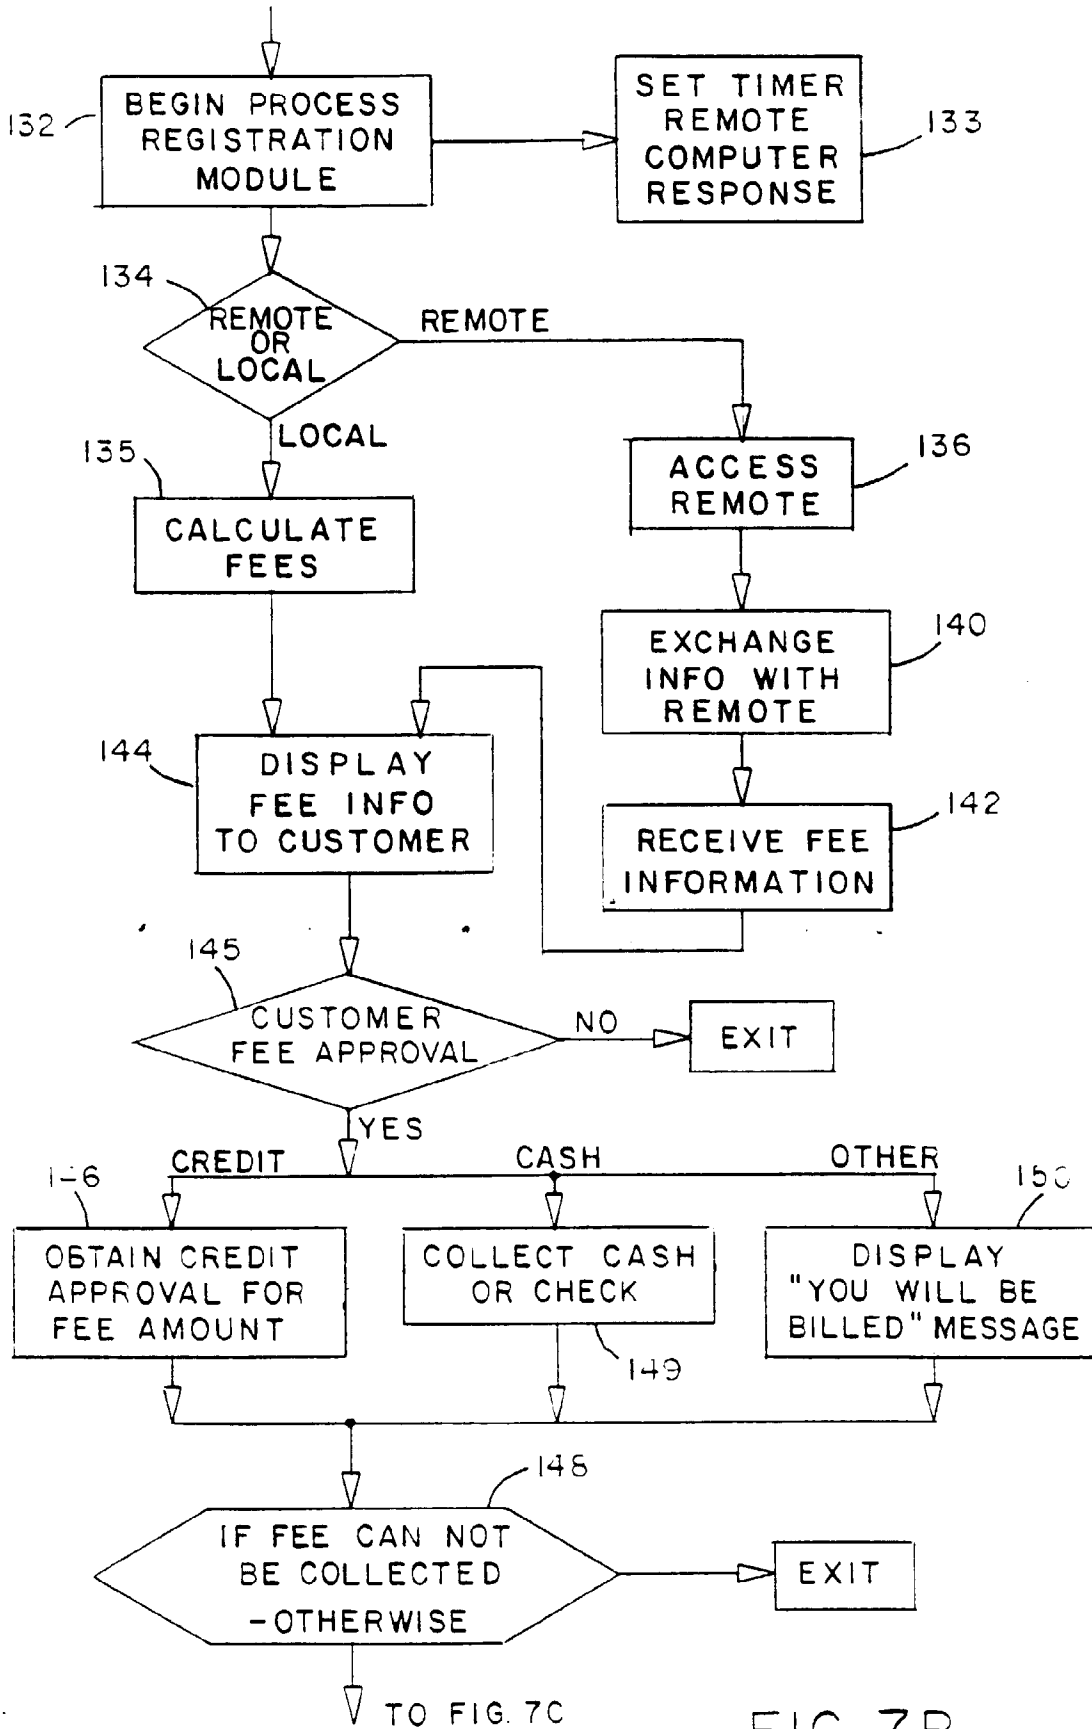 132
BEGIN PROCESS
REGISTRATION
MODULE
SET TIMER
REMOTE
COMPUTER
RESPONSE
133
134
REMOTE
OR
LOCAL
REMOTE
LOCAL
135
CALCULATE
FEES
ACCESS
REMOTE
136
EXCHANGE
INFO WITH
REMOTE
140
144
DISPLAY
FEE INFO
TO CUSTOMER
RECEIVE FEE
INFORMATION
142
145
CUSTOMER
FEE APPROVAL
NO
EXIT
YES
CREDIT
CASH
OTHER
150
OBTAIN CREDIT
APPROVAL FOR
FEE AMOUNT
COLLECT CASH
OR CHECK
149
DISPLAY
"YOU WILL BE
BILLED" MESSAGE
148
IF FEE CAN NOT
BE COLLECTED
-OTHERWISE
EXIT
TO FIG. 7C
FIG. 7B